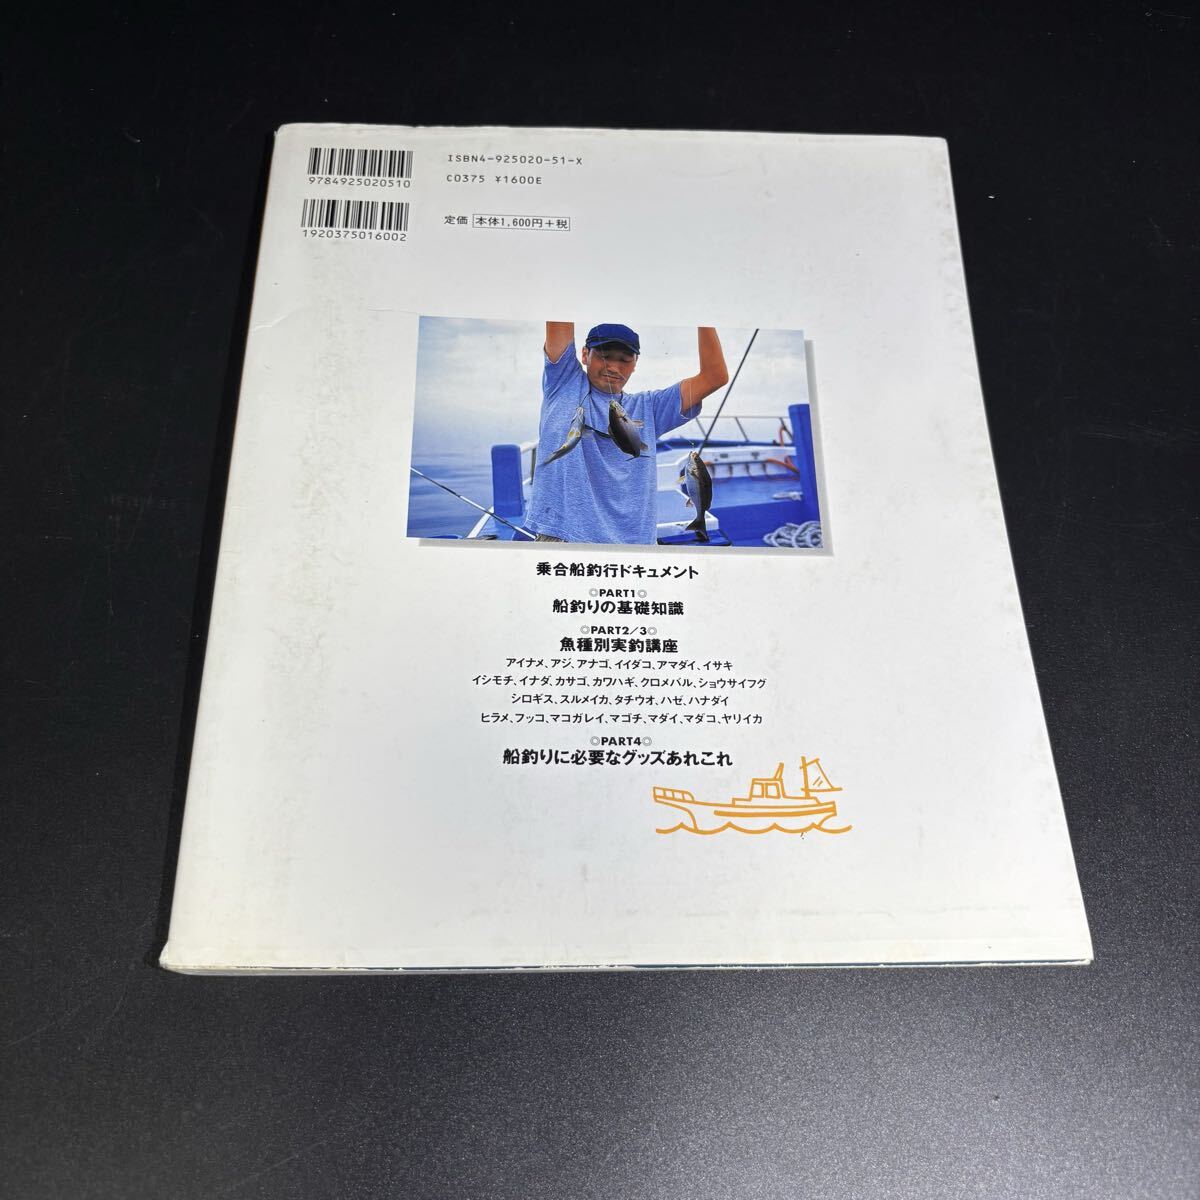 9784925020510
1920375016002
ISBN4-925020-51-X
C0375 ¥1600E
定価 本体1,600円+税
乗合船釣行ドキュメント
◎PART1◎
船釣りの基礎知識
◎PART2/3◎
魚種別実釣講座
アイナメ、アジ、アナゴ、イイダコ、アマダイ、イサキ
イシモチ、イナダ、カサゴ、カワハギ、クロメバル、ショウサイフグ
シロギス、スルメイカ、タチウオ、ハゼ、ハナダイ
ヒラメ、フッコ、マコガレイ、マゴチ、マダイ、マダコ、ヤリイカ
◎PART4◎
船釣りに必要なグッズあれこれ